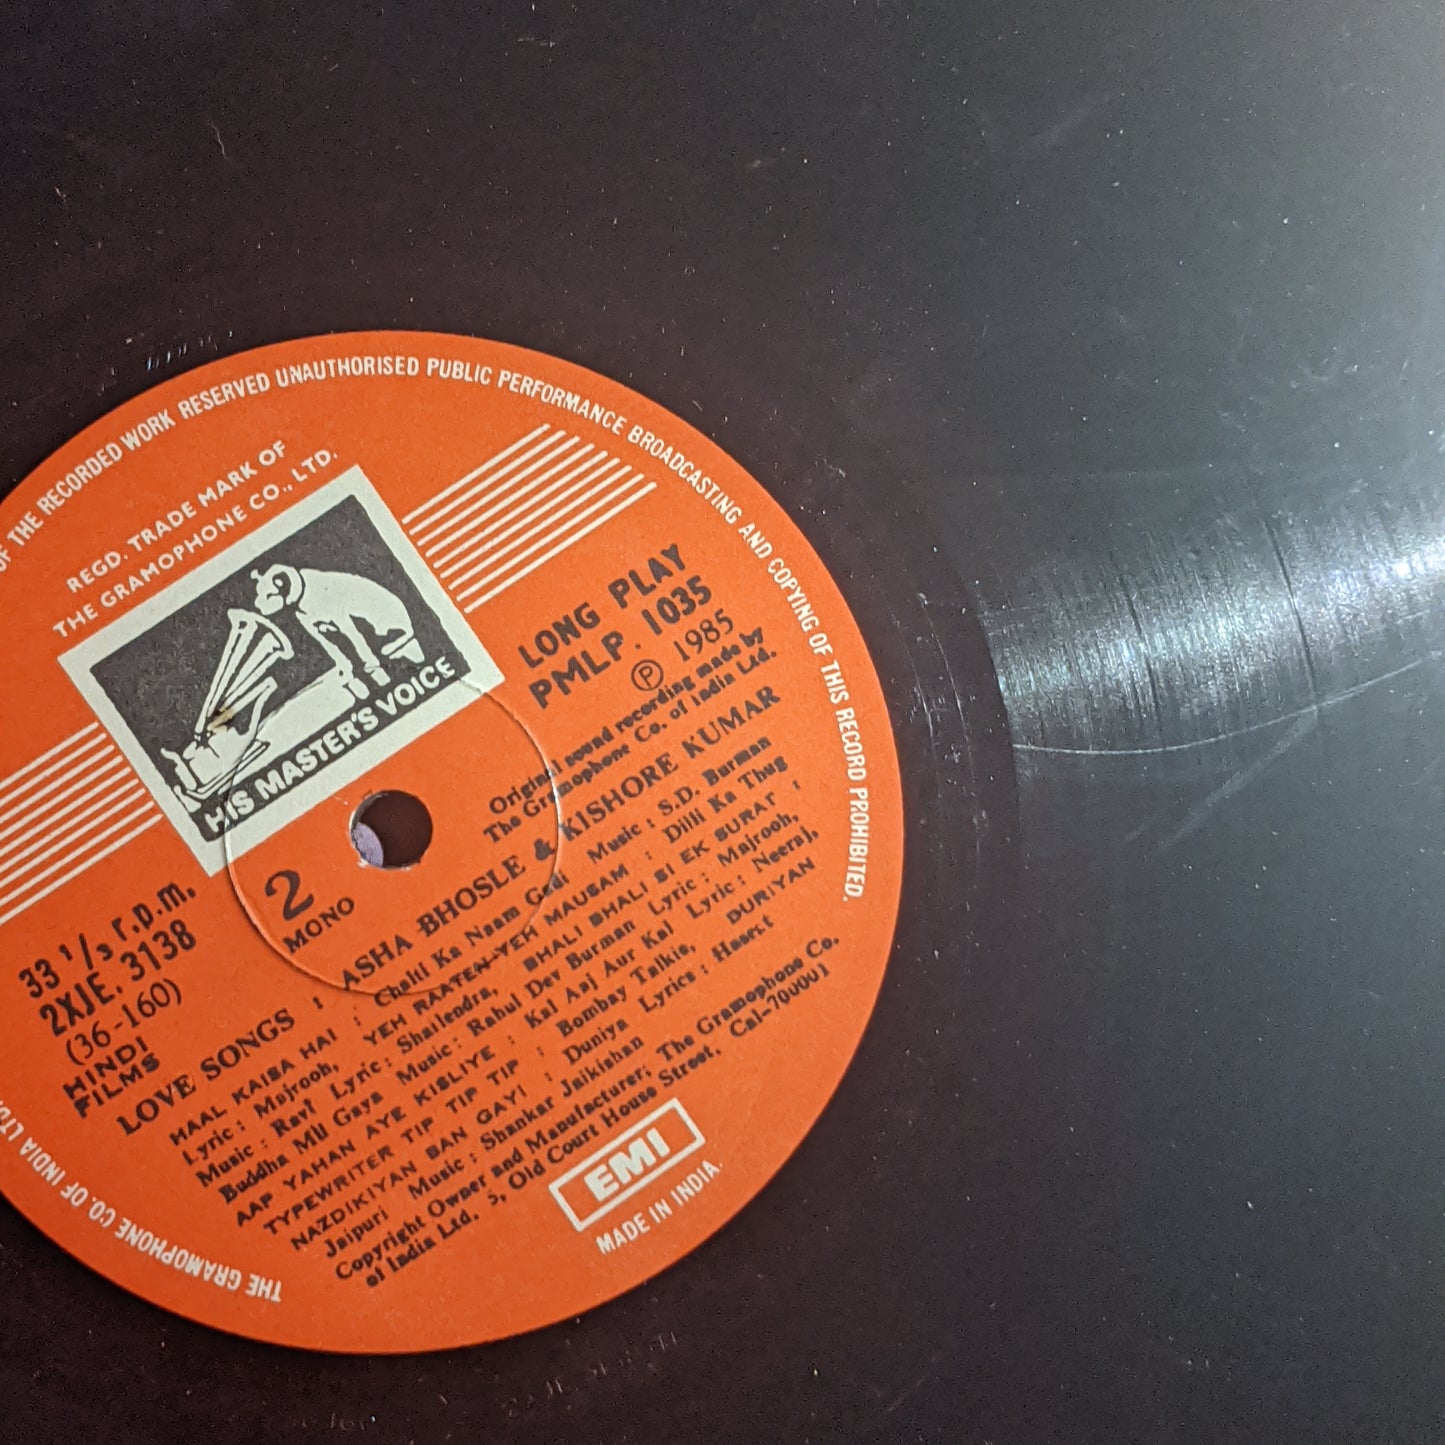 OF THE RECORDED WORK RESERVED UNAUTHORISED PUBLIC PERFORMANCE BROADCASTING AND COPYING OF THIS RECORD PROHIBITED.
REGD. TRADE MARK OF
THE GRAMOPHONE CO., LTD.
HIS MASTER'S VOICE
LONG PLAY
PMLP. 1035
Ⓟ 1985
Original sound recording made by
The Gramophone Co. of India Ltd.
2
MONO
33 1/3 r.p.m.
2XJE. 3138
(36-160)
HINDI
FILMS
LOVE SONGS : ASHA BHOSLE & KISHORE KUMAR
HAAL KAISA HAI : Chalti Ka Naam Gadi Music : S.D. Burman
Lyric : Majrooh, YEH RAATEN YEH MAUSAM : Dilli Ka Thug
Music : Ravi Lyric : Shailendra, BHALI BHALI SI EK SURAT :
Buddha Mil Gaya Music : Rahul Dev Burman Lyric : Majrooh,
AAP YAHAN AYE KISLIYE : Kal Aaj Aur Kal Lyric : Neeraj,
TYPEWRITER TIP TIP TIP : Bombay Talkie, DURIYAN
NAZDIKIYAN BAN GAYI : Duniya Lyrics : Hasrat
Jaipuri Music : Shankar Jaikishan
Copyright Owner and Manufacturer; The Gramophone Co.
of India Ltd. 5, Old Court House Street, Cal-700001
EMI
MADE IN INDIA.
THE GRAMOPHONE CO. OF INDIA LTD.